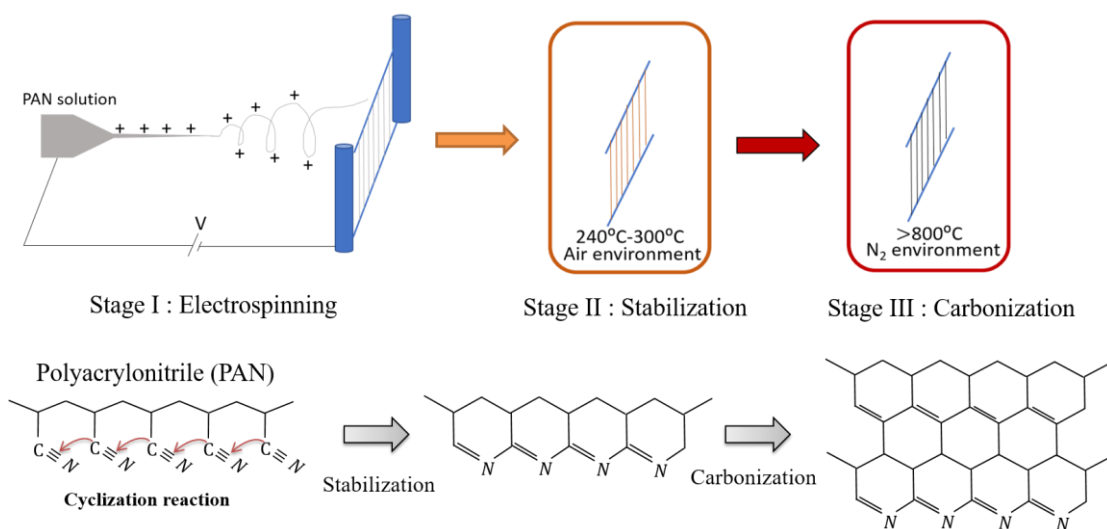 PAN solution
+ + + +
+ + +
+ + +
V
240°C-300°C
Air environment
>800°C
N₂ environment
Stage I : Electrospinning
Stage II : Stabilization
Stage III : Carbonization
Polyacrylonitrile (PAN)
C C C C C
N N N N N
Cyclization reaction
Stabilization
N N N N
Carbonization
N N N N